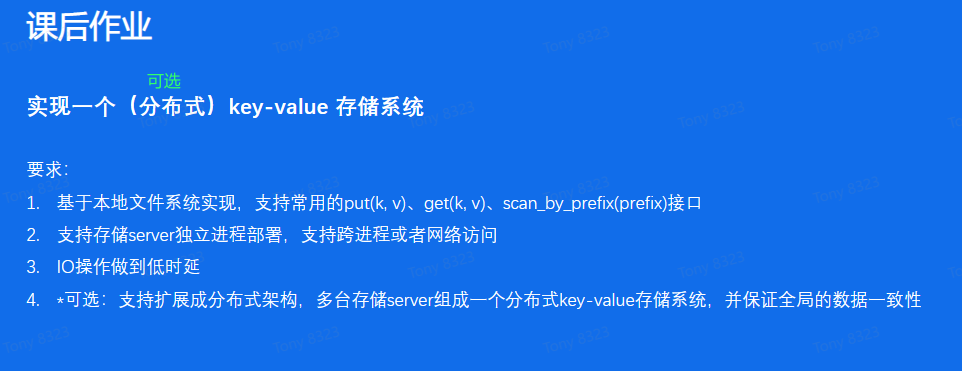 课后作业
可选
实现一个（分布式）key-value 存储系统
要求：
1. 基于本地文件系统实现，支持常用的put(k, v)、get(k, v)、scan_by_prefix(prefix)接口
2. 支持存储server独立进程部署，支持跨进程或者网络访问
3. IO操作做到低时延
4. *可选：支持扩展成分布式架构，多台存储server组成一个分布式key-value存储系统，并保证全局的数据一致性
Tony 8323